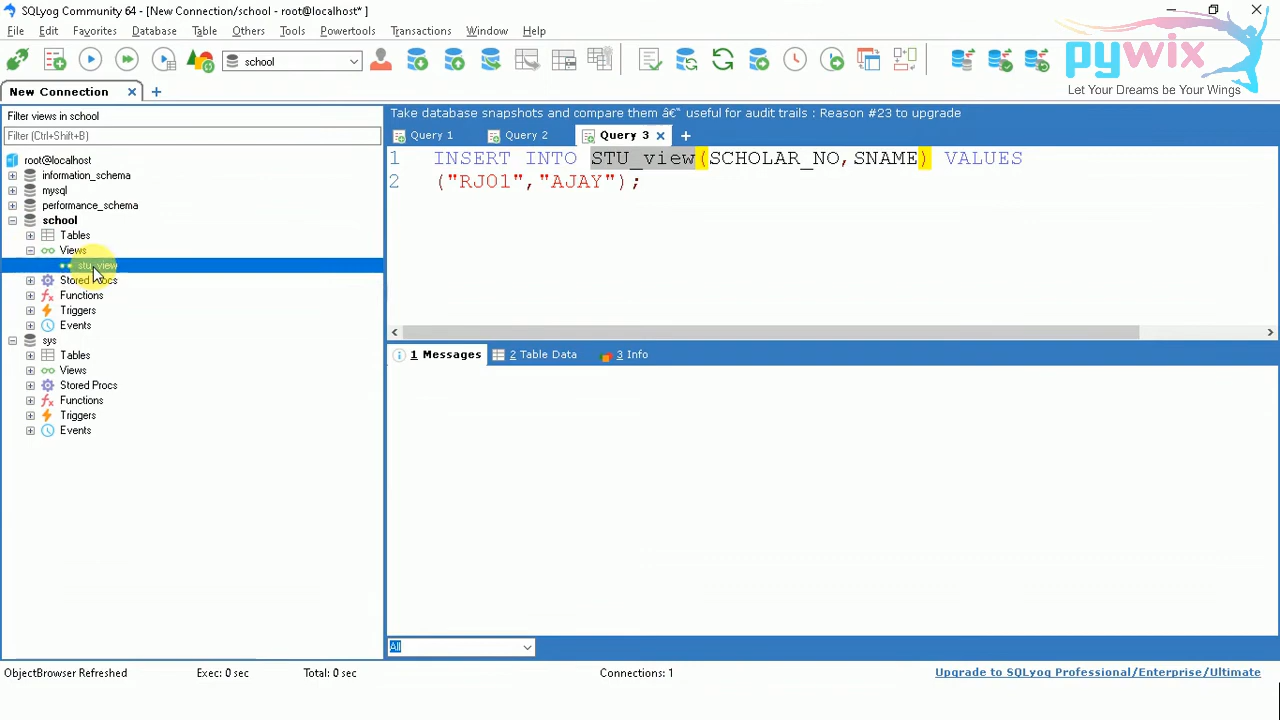 SQLyog Community 64 - [New Connection/school - root@localhost* ]
File Edit Favorites Database Table Others Tools Powertools Transactions Window Help
pywix
Let Your Dreams be Your Wings
school
New Connection
Filter views in school
Filter (Ctrl+Shift+B)
root@localhost
information_schema
mysql
performance_schema
school
Tables
Views
stu_view
Stored Procs
Functions
Triggers
Events
sys
Tables
Views
Stored Procs
Functions
Triggers
Events
Take database snapshots and compare them â€“ useful for audit trails : Reason #23 to upgrade
Query 1 Query 2 Query 3
1 INSERT INTO STU_view(SCHOLAR_NO,SNAME) VALUES
2 ("RJO1","AJAY");
1 Messages 2 Table Data 3 Info
All
ObjectBrowser Refreshed Exec: 0 sec Total: 0 sec Connections: 1 Upgrade to SQLyog Professional/Enterprise/Ultimate